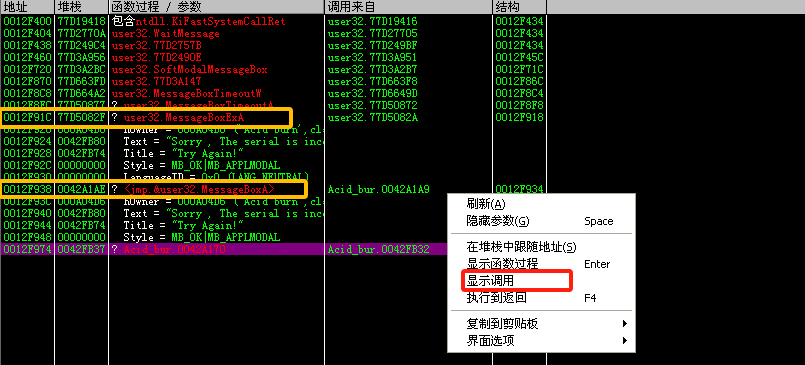 地址 堆栈 函数过程 / 参数 调用来自 结构
0012F400 77D19418 包含ntdll.KiFastSystemCallRet user32.77D19416 0012F434
0012F404 77D2770A user32.WaitMessage user32.77D27705 0012F434
0012F438 77D249C4 user32.77D2757B user32.77D249BF 0012F434
0012F460 77D3A956 user32.77D2490E user32.77D3A951 0012F45C
0012F720 77D3A2BC user32.SoftModalMessageBox user32.77D3A2B7 0012F71C
0012F870 77D663FD user32.77D3A147 user32.77D663F8 0012F86C
0012F8C8 77D664A2 user32.MessageBoxTimeoutW user32.77D6649D 0012F8C4
0012F8FC 77D50877 ? user32.MessageBoxTimeoutA user32.77D50872 0012F8F8
0012F91C 77D5082F ? user32.MessageBoxExA user32.77D5082A 0012F918
0012F920 000A04D6 hOwner = 000A04D6 ('Acid burn',cl
0012F924 0042FB80 Text = "Sorry , The serial is inco
0012F928 0042FB74 Title = "Try Again!"
0012F92C 00000000 Style = MB_OK|MB_APPLMODAL
LanguageID = 0x0 (LANG_NEUTRAL)
0012F938 0042A1AE ? <jmp.&user32.MessageBoxA> Acid_bur.0042A1A9 0012F934
0012F93C 000A04D6 hOwner = 000A04D6 ('Acid burn',cl
0012F940 0042FB80 Text = "Sorry , The serial is inco
0012F944 0042FB74 Title = "Try Again!"
0012F948 00000000 Style = MB_OK|MB_APPLMODAL
0012F974 0042FB37 ? Acid_bur.0042A170 Acid_bur.0042FB32
刷新(A)
隐藏参数(G) Space
在堆栈中跟随地址(S)
显示函数过程 Enter
显示调用
执行到返回 F4
复制到剪贴板
界面选项